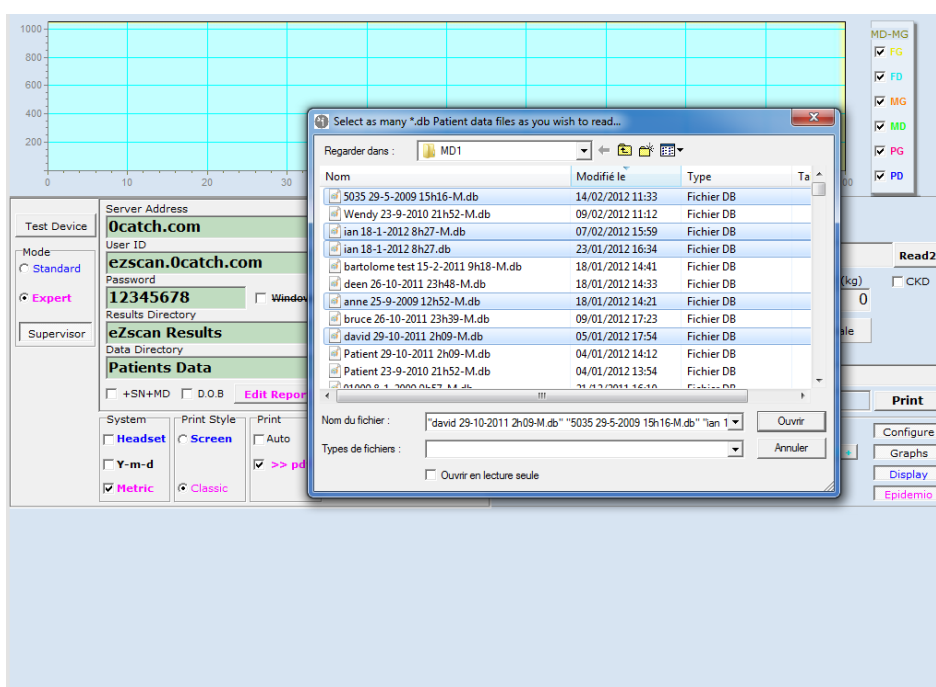 1000
800
600
400
200
0 10 20 30 00
MD-MG
FG
FD
MG
MD
PG
PD
Select as many *.db Patient data files as you wish to read...
Regarder dans : MD1
Nom Modifié le Type Ta
5035 29-5-2009 15h16-M.db 14/02/2012 11:33 Fichier DB
Wendy 23-9-2010 21h52-M.db 09/02/2012 11:12 Fichier DB
ian 18-1-2012 8h27-M.db 07/02/2012 15:59 Fichier DB
ian 18-1-2012 8h27.db 23/01/2012 16:34 Fichier DB
bartolome test 15-2-2011 9h18-M.db 18/01/2012 14:41 Fichier DB
deen 26-10-2011 23h48-M.db 18/01/2012 14:33 Fichier DB
anne 25-9-2009 12h52-M.db 18/01/2012 14:21 Fichier DB
bruce 26-10-2011 23h39-M.db 09/01/2012 17:23 Fichier DB
david 29-10-2011 2h09-M.db 05/01/2012 17:54 Fichier DB
Patient 29-10-2011 2h09-M.db 04/01/2012 14:12 Fichier DB
Patient 23-9-2010 21h52-M.db 04/01/2012 13:54 Fichier DB
Nom du fichier : "david 29-10-2011 2h09-M.db" "5035 29-5-2009 15h16-M.db" "ian 1 Ouvrir
Types de fichiers : Annuler
Ouvrir en lecture seule
Test Device
Mode
Standard
Expert
Supervisor
Server Address
0catch.com
User ID
ezscan.0catch.com
Password
12345678 Window
Results Directory
eZscan Results
Data Directory
Patients Data
+SN+MD D.O.B Edit Repor
System
Headset
Y-m-d
Metric
Print Style
Screen
Classic
Print
Auto
>> pd
Read2
(kg) CKD
0
ale
Print
Configure
Graphs
Display
Epidemio